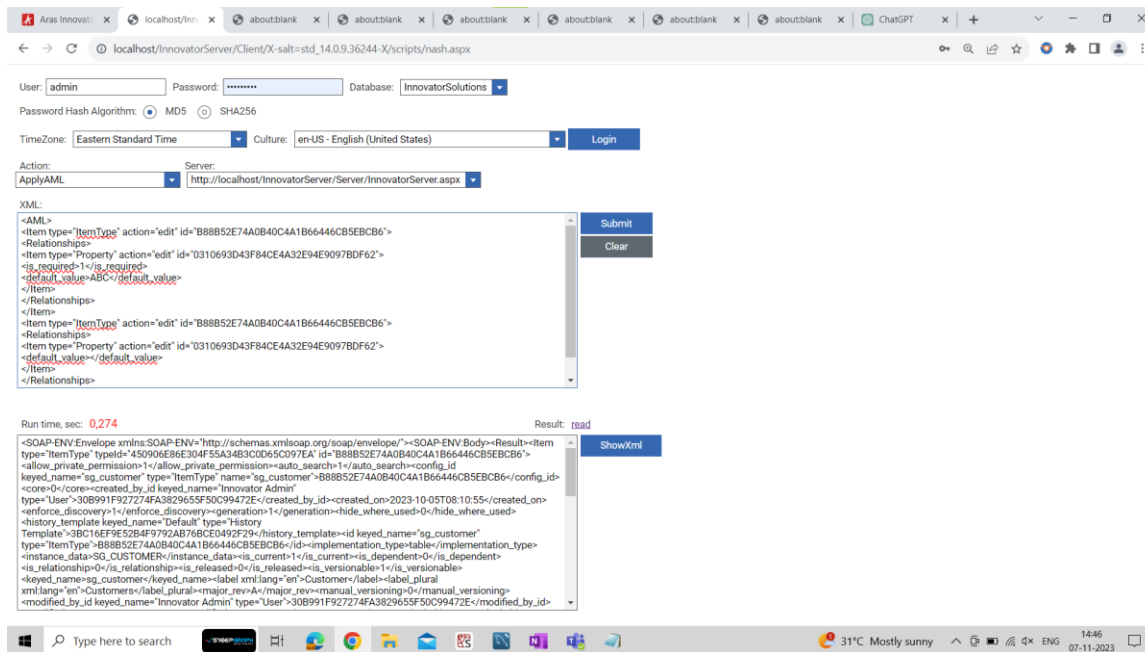 Aras Innovat
localhost/Inn
about:blank
about:blank
about:blank
about:blank
about:blank
about:blank
ChatGPT
localhost/InnovatorServer/Client/X-salt=std_14.0.9.36244-X/scripts/nash.aspx
User: admin Password: ········· Database: InnovatorSolutions
Password Hash Algorithm: MD5 SHA256
TimeZone: Eastern Standard Time Culture: en-US - English (United States) Login
Action: Server:
ApplyAML http://localhost/InnovatorServer/Server/InnovatorServer.aspx
XML:
<AML>
<Item type="ItemType" action="edit" id="B88B52E74A0B40C4A1B66446CB5EBCB6">
<Relationships>
<Item type="Property" action="edit" id="0310693D43F84CE4A32E94E9097BDF62">
<is_required>1</is_required>
<default_value>ABC</default_value>
</Item>
</Relationships>
</Item>
<Item type="ItemType" action="edit" id="B88B52E74A0B40C4A1B66446CB5EBCB6">
<Relationships>
<Item type="Property" action="edit" id="0310693D43F84CE4A32E94E9097BDF62">
<default_value></default_value>
</Item>
</Relationships>
Submit
Clear
Run time, sec: 0,274 Result: read
<SOAP-ENV:Envelope xmlns:SOAP-ENV="http://schemas.xmlsoap.org/soap/envelope/"><SOAP-ENV:Body><Result><Item
type="ItemType" typeId="450906E86E304F55A34B3C0D65C097EA" id="B88B52E74A0B40C4A1B66446CB5EBCB6">
<allow_private_permission>1</allow_private_permission><auto_search>1</auto_search><config_id
keyed_name="sg_customer" type="ItemType" name="sg_customer">B88B52E74A0B40C4A1B66446CB5EBCB6</config_id>
<core>0</core><created_by_id keyed_name="Innovator Admin"
type="User">30B991F927274FA3829655F50C99472E</created_by_id><created_on>2023-10-05T08:10:55</created_on>
<enforce_discovery>1</enforce_discovery><generation>1</generation><hide_where_used>0</hide_where_used>
<history_template keyed_name="Default" type="History
Template">3BC16EF9E52B4F9792AB76BCE0492F29</history_template><id keyed_name="sg_customer"
type="ItemType">B88B52E74A0B40C4A1B66446CB5EBCB6</id><implementation_type>table</implementation_type>
<instance_data>SG_CUSTOMER</instance_data><is_current>1</is_current><is_dependent>0</is_dependent>
<is_relationship>0</is_relationship><is_released>0</is_released><is_versionable>1</is_versionable>
<keyed_name>sg_customer</keyed_name><label xml:lang="en">Customer</label><label_plural
xml:lang="en">Customers</label_plural><major_rev>A</major_rev><manual_versioning>0</manual_versioning>
<modified_by_id keyed_name="Innovator Admin" type="User">30B991F927274FA3829655F50C99472E</modified_by_id>
ShowXml
Type here to search
STEEPGRAPH
31°C Mostly sunny
ENG
14:46
07-11-2023